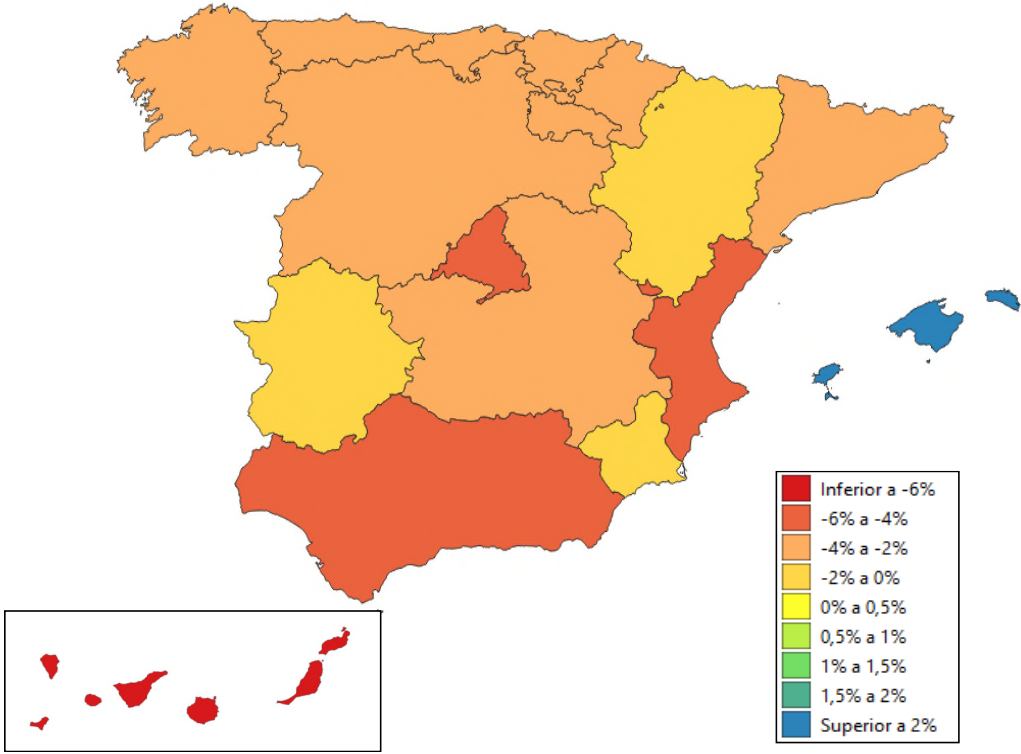 Inferior a -6%
-6% a -4%
-4% a -2%
-2% a 0%
0% a 0,5%
0,5% a 1%
1% a 1,5%
1,5% a 2%
Superior a 2%